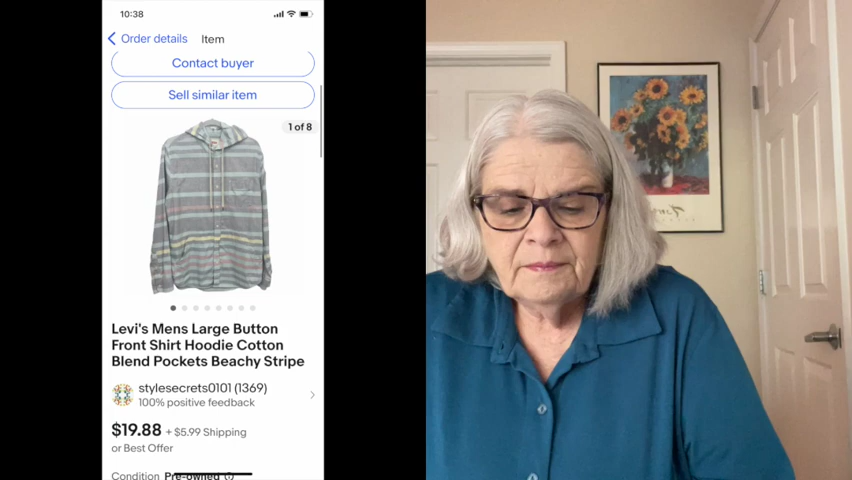 10:38
Order details Item
Contact buyer
Sell similar item
1 of 8
Levi's Mens Large Button
Front Shirt Hoodie Cotton
Blend Pockets Beachy Stripe
stylesecrets0101 (1369)
100% positive feedback
$19.88 + $5.99 Shipping
or Best Offer
Condition Pre-owned